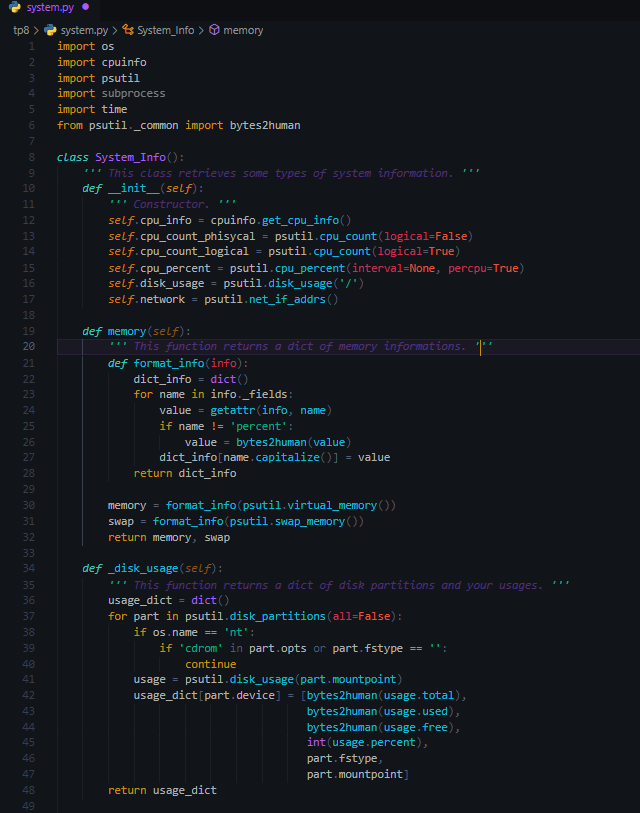 system.py
tp8 > system.py > System_Info > memory
1 import os
2 import cpuinfo
3 import psutil
4 import subprocess
5 import time
6 from psutil._common import bytes2human
7
8 class System_Info():
9     ''' This class retrieves some types of system information. '''
10     def __init__(self):
11         ''' Constructor. '''
12         self.cpu_info = cpuinfo.get_cpu_info()
13         self.cpu_count_phisycal = psutil.cpu_count(logical=False)
14         self.cpu_count_logical = psutil.cpu_count(logical=True)
15         self.cpu_percent = psutil.cpu_percent(interval=None, percpu=True)
16         self.disk_usage = psutil.disk_usage('/')
17         self.network = psutil.net_if_addrs()
18
19     def memory(self):
20         ''' This function returns a dict of memory informations. '''
21         def format_info(info):
22             dict_info = dict()
23             for name in info._fields:
24                 value = getattr(info, name)
25                 if name != 'percent':
26                     value = bytes2human(value)
27                 dict_info[name.capitalize()] = value
28             return dict_info
29
30         memory = format_info(psutil.virtual_memory())
31         swap = format_info(psutil.swap_memory())
32         return memory, swap
33
34     def _disk_usage(self):
35         ''' This function returns a dict of disk partitions and your usages. '''
36         usage_dict = dict()
37         for part in psutil.disk_partitions(all=False):
38             if os.name == 'nt':
39                 if 'cdrom' in part.opts or part.fstype == '':
40                     continue
41             usage = psutil.disk_usage(part.mountpoint)
42             usage_dict[part.device] = [bytes2human(usage.total),
43                                        bytes2human(usage.used),
44                                        bytes2human(usage.free),
45                                        int(usage.percent),
46                                        part.fstype,
47                                        part.mountpoint]
48         return usage_dict
49